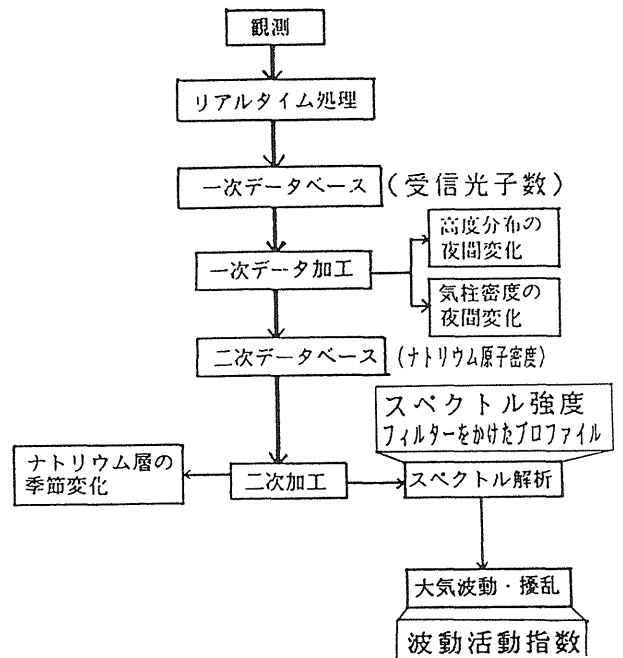 観測
リアルタイム処理
一次データベース
(受信光子数)
一次データ加工
高度分布の
夜間変化
気柱密度の
夜間変化
二次データベース
(ナトリウム原子密度)
スペクトル強度
フィルターをかけたプロファイル
ナトリウム層の
季節変化
二次加工
スペクトル解析
大気波動・擾乱
波動活動指数